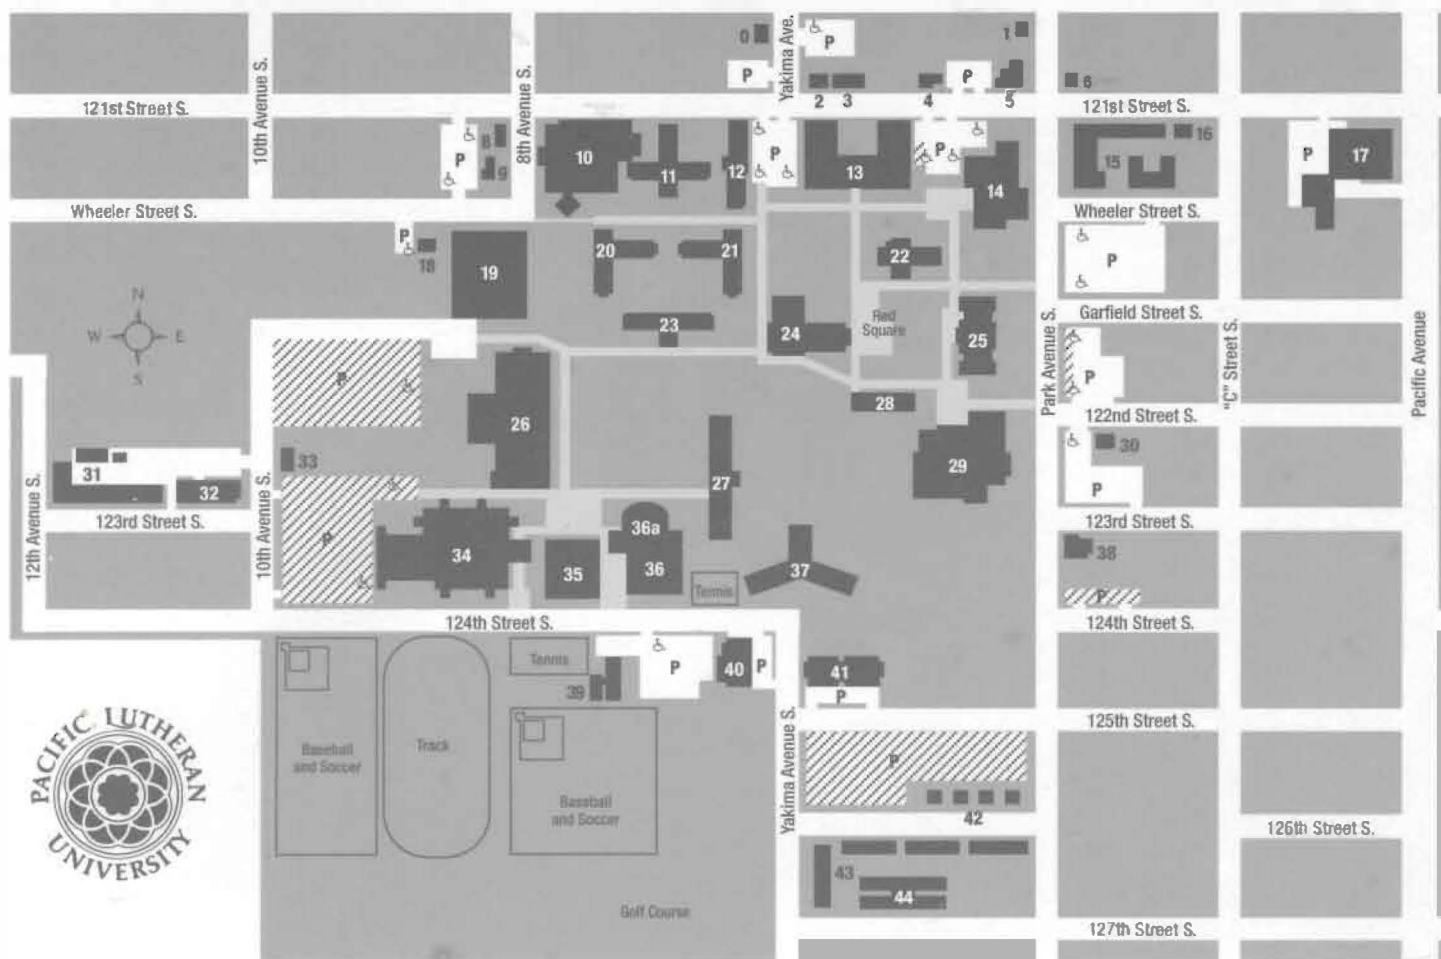 0
1
P
P
P
6
2
3
4
5
Yakima Ave.
121st Street S.
10th Avenue S.
8th Avenue S.
121st Street S.
8
9
P
10
11
12
P
13
P
14
15
16
P
17
Wheeler Street S.
Wheeler Street S.
P
18
19
20
21
22
P
N
W
E
S
23
24
Red
Square
25
Garfield Street S.
Park Avenue S.
"C" Street S.
Pacific Avenue
P
P
26
28
122nd Street S.
30
31
32
33
27
29
P
12th Avenue S.
123rd Street S.
10th Avenue S.
P
34
35
36a
36
37
123rd Street S.
38
Tennis
P
124th Street S.
124th Street S.
Tennis
39
P
40
P
41
P
PACIFIC LUTHERAN
UNIVERSITY
Baseball
and Soccer
Track
Baseball
and Soccer
Yakima Avenue S.
125th Street S.
P
42
126th Street S.
43
44
Golf Course
127th Street S.